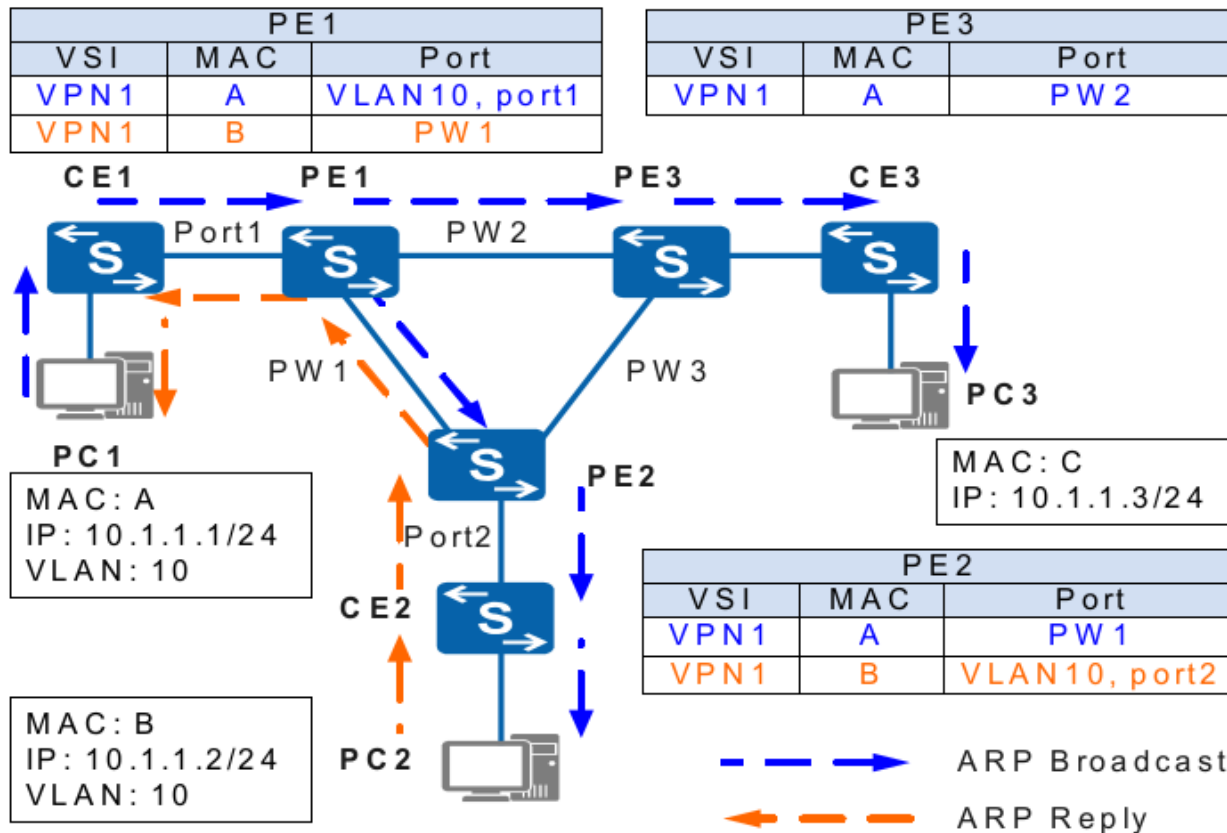 PE1
VSI MAC Port
VPN1 A VLAN10, port1
VPN1 B PW1
PE3
VSI MAC Port
VPN1 A PW2
CE1 PE1 PE3 CE3
Port1 PW2
S S S S
PW1 PW3
PC3
PC1
S
PE2
MAC: A
IP: 10.1.1.1/24
VLAN: 10
MAC: C
IP: 10.1.1.3/24
Port2
CE2
S
PE2
VSI MAC Port
VPN1 A PW1
VPN1 B VLAN10, port2
MAC: B
IP: 10.1.1.2/24
VLAN: 10
PC2
ARP Broadcast
ARP Reply